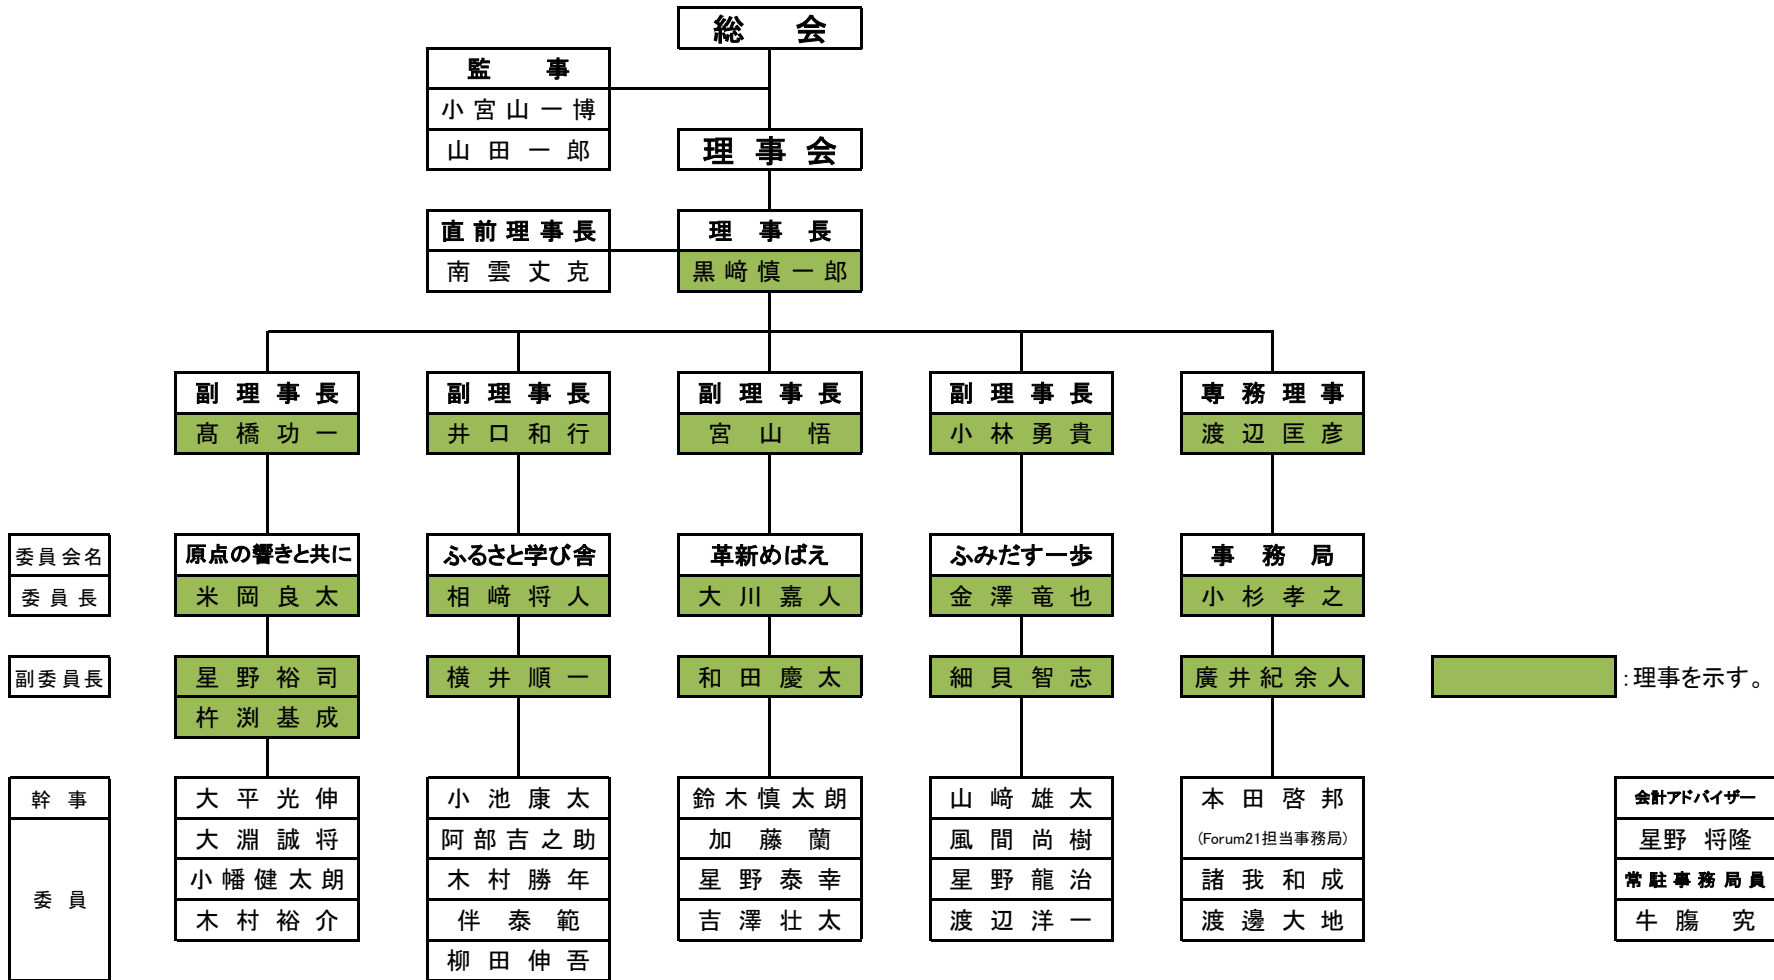 総会
監事
小宮山一博
山田一郎
理事会
直前理事長 理事長
南雲丈克 黒﨑慎一郎
副理事長 副理事長 副理事長 副理事長 専務理事
髙橋功一 井口和行 宮山悟 小林勇貴 渡辺匡彦
委員会名 原点の響きと共に ふるさと学び舎 革新めばえ ふみだす一歩 事務局
委員長 米岡良太 相﨑将人 大川嘉人 金澤竜也 小杉孝之
副委員長 星野裕司 横井順一 和田慶太 細貝智志 廣井紀余人 :理事を示す。
杵渕基成
幹事 大平光伸 小池康太 鈴木慎太朗 山﨑雄太 本田啓邦 会計アドバイザー
大淵誠将 阿部吉之助 加藤蘭 風間尚樹 (Forum21担当事務局) 星野 将隆
委員 小幡健太朗 木村勝年 星野泰幸 星野龍治 諸我和成 常駐事務局員
木村裕介 伴泰範 吉澤壮太 渡辺洋一 渡邊大地 牛膓 究
柳田伸吾